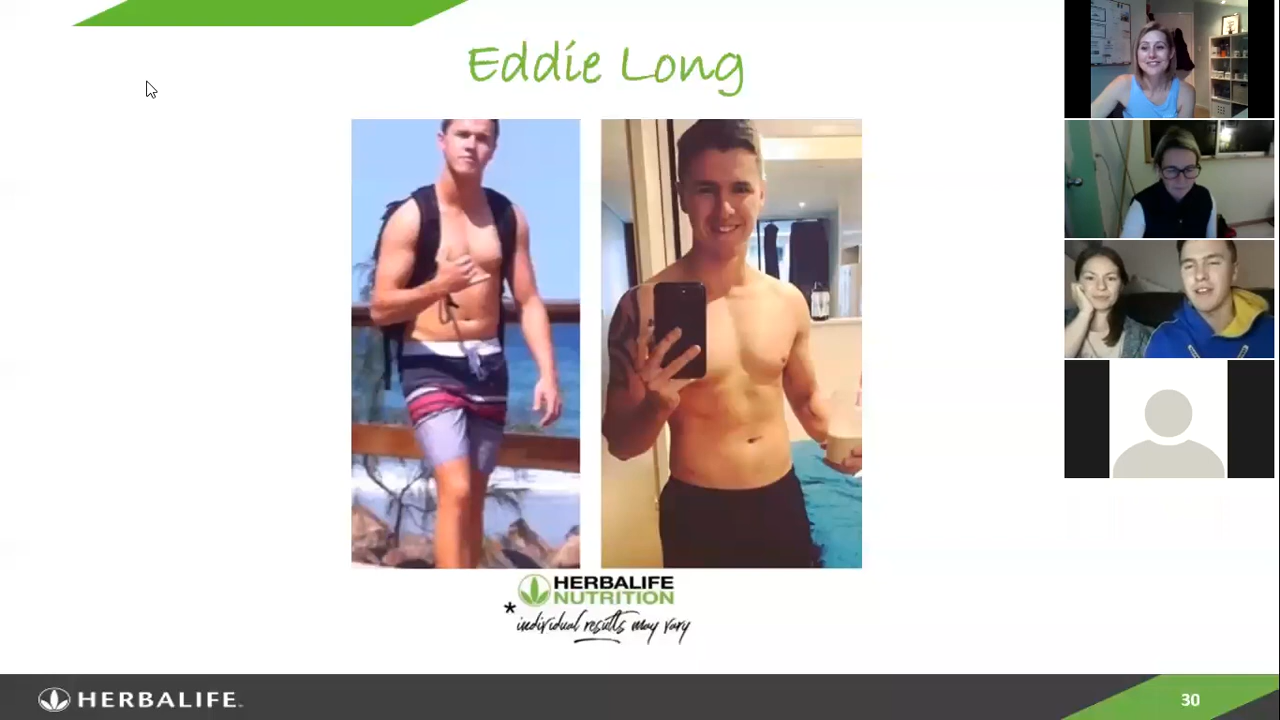 Eddie Long
HERBALIFE
NUTRITION
*individual results may vary
HERBALIFE
30